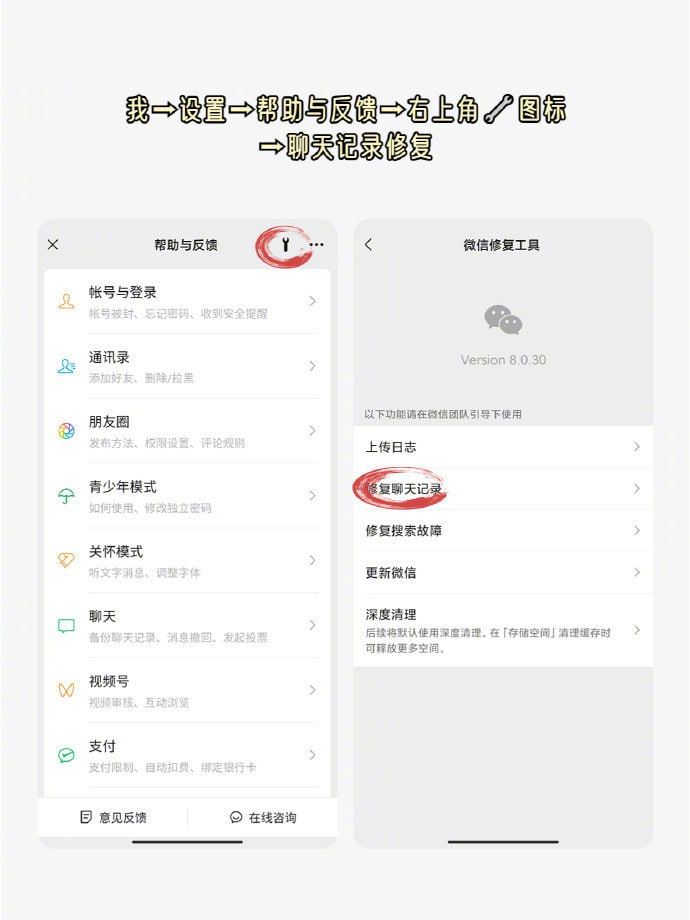 我→设置→帮助与反馈→右上角🔧图标
→聊天记录修复
帮助与反馈
帐号与登录
帐号被封、忘记密码、收到安全提醒
通讯录
添加好友、删除/拉黑
朋友圈
发布方法、权限设置、评论规则
青少年模式
如何使用、修改独立密码
关怀模式
听文字消息、调整字体
聊天
备份聊天记录、消息撤回、发起投票
视频号
视频审核、互动浏览
支付
支付限制、自动扣费、绑定银行卡
意见反馈
在线咨询
微信修复工具
Version 8.0.30
以下功能请在微信团队引导下使用
上传日志
修复聊天记录
修复搜索故障
更新微信
深度清理
后续将默认使用深度清理。在「存储空间」清理缓存时
可释放更多空间。